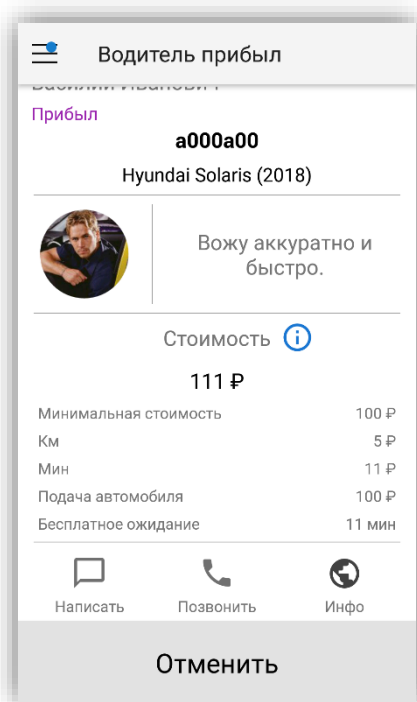 Водитель прибыл
Прибыл
a000a00
Hyundai Solaris (2018)
Вожу аккуратно и
быстро.
Стоимость
111 ₽
Минимальная стоимость 100 ₽
Км 5 ₽
Мин 11 ₽
Подача автомобиля 100 ₽
Бесплатное ожидание 11 мин
Написать Позвонить Инфо
Отменить